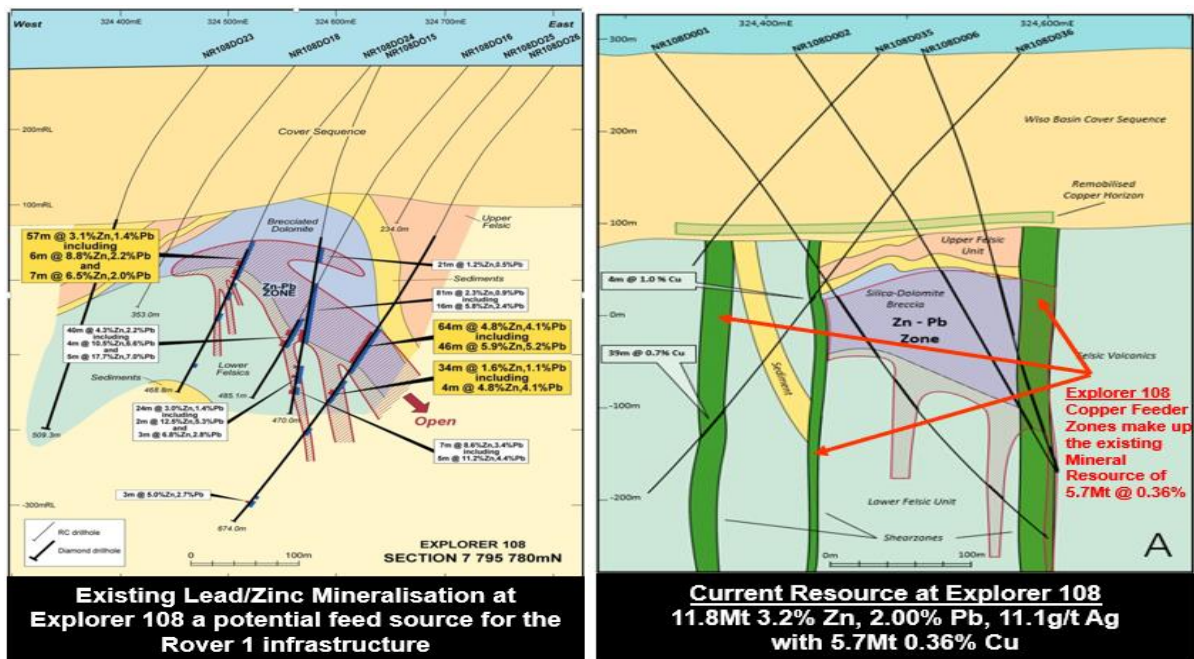 West
324 400mE
324 500mE
324 600mE
324 700mE
East
NR108DO23
NR108DO18
NR108DO24
NR108DO15
NR108DO16
NR108DO25
NR108DO26
200mRL
Cover Sequence
100mRL
Brecciated
Dolomite
Upper
Felsic
234.0m
57m @ 3.1%Zn,1.4%Pb
including
6m @ 8.8%Zn,2.2%Pb
and
7m @ 6.5%Zn,2.0%Pb
21m @ 1.2%Zn,0.5%Pb
Sediments
Zn-Pb
ZONE
81m @ 2.3%Zn,0.9%Pb
including
16m @ 5.8%Zn,2.4%Pb
353.0m
40m @ 4.3%Zn,2.2%Pb
including
4m @ 10.5%Zn,6.6%Pb
and
5m @ 17.7%Zn,7.0%Pb
64m @ 4.8%Zn,4.1%Pb
including
46m @ 5.9%Zn,5.2%Pb
Lower
Felsics
34m @ 1.6%Zn,1.1%Pb
including
4m @ 4.8%Zn,4.1%Pb
Sediments
468.8m
485.1m
Open
24m @ 3.0%Zn,1.4%Pb
including
2m @ 12.5%Zn,5.3%Pb
and
3m @ 6.8%Zn,2.8%Pb
470.0m
509.3m
7m @ 8.6%Zn,3.4%Pb
including
5m @ 11.2%Zn,4.4%Pb
3m @ 5.0%Zn,2.7%Pb
-300mRL
674.0m
RC drillhole
Diamond drillhole
0
100m
EXPLORER 108
SECTION 7 795 780mN
Existing Lead/Zinc Mineralisation at
Explorer 108 a potential feed source for the
Rover 1 infrastructure
324,400mE
324,600mE
300m
NR108D001
NR108D002
NR108D035
NR108D006
NR108D036
200m
Wiso Basin Cover Sequence
Remobilised
Copper Horizon
100m
Upper Felsic
Unit
4m @ 1.0 % Cu
Silica-Dolomite
Breccia
0m
Zn - Pb
Zone
39m @ 0.7% Cu
Felsic Volcanics
Sediment
-100m
Explorer 108
Copper Feeder
Zones make up
the existing
Mineral
Resource of
5.7Mt @ 0.36%
-200m
Lower Felsic Unit
Shearzones
0m
100m
A
Current Resource at Explorer 108
11.8Mt 3.2% Zn, 2.00% Pb, 11.1g/t Ag
with 5.7Mt 0.36% Cu